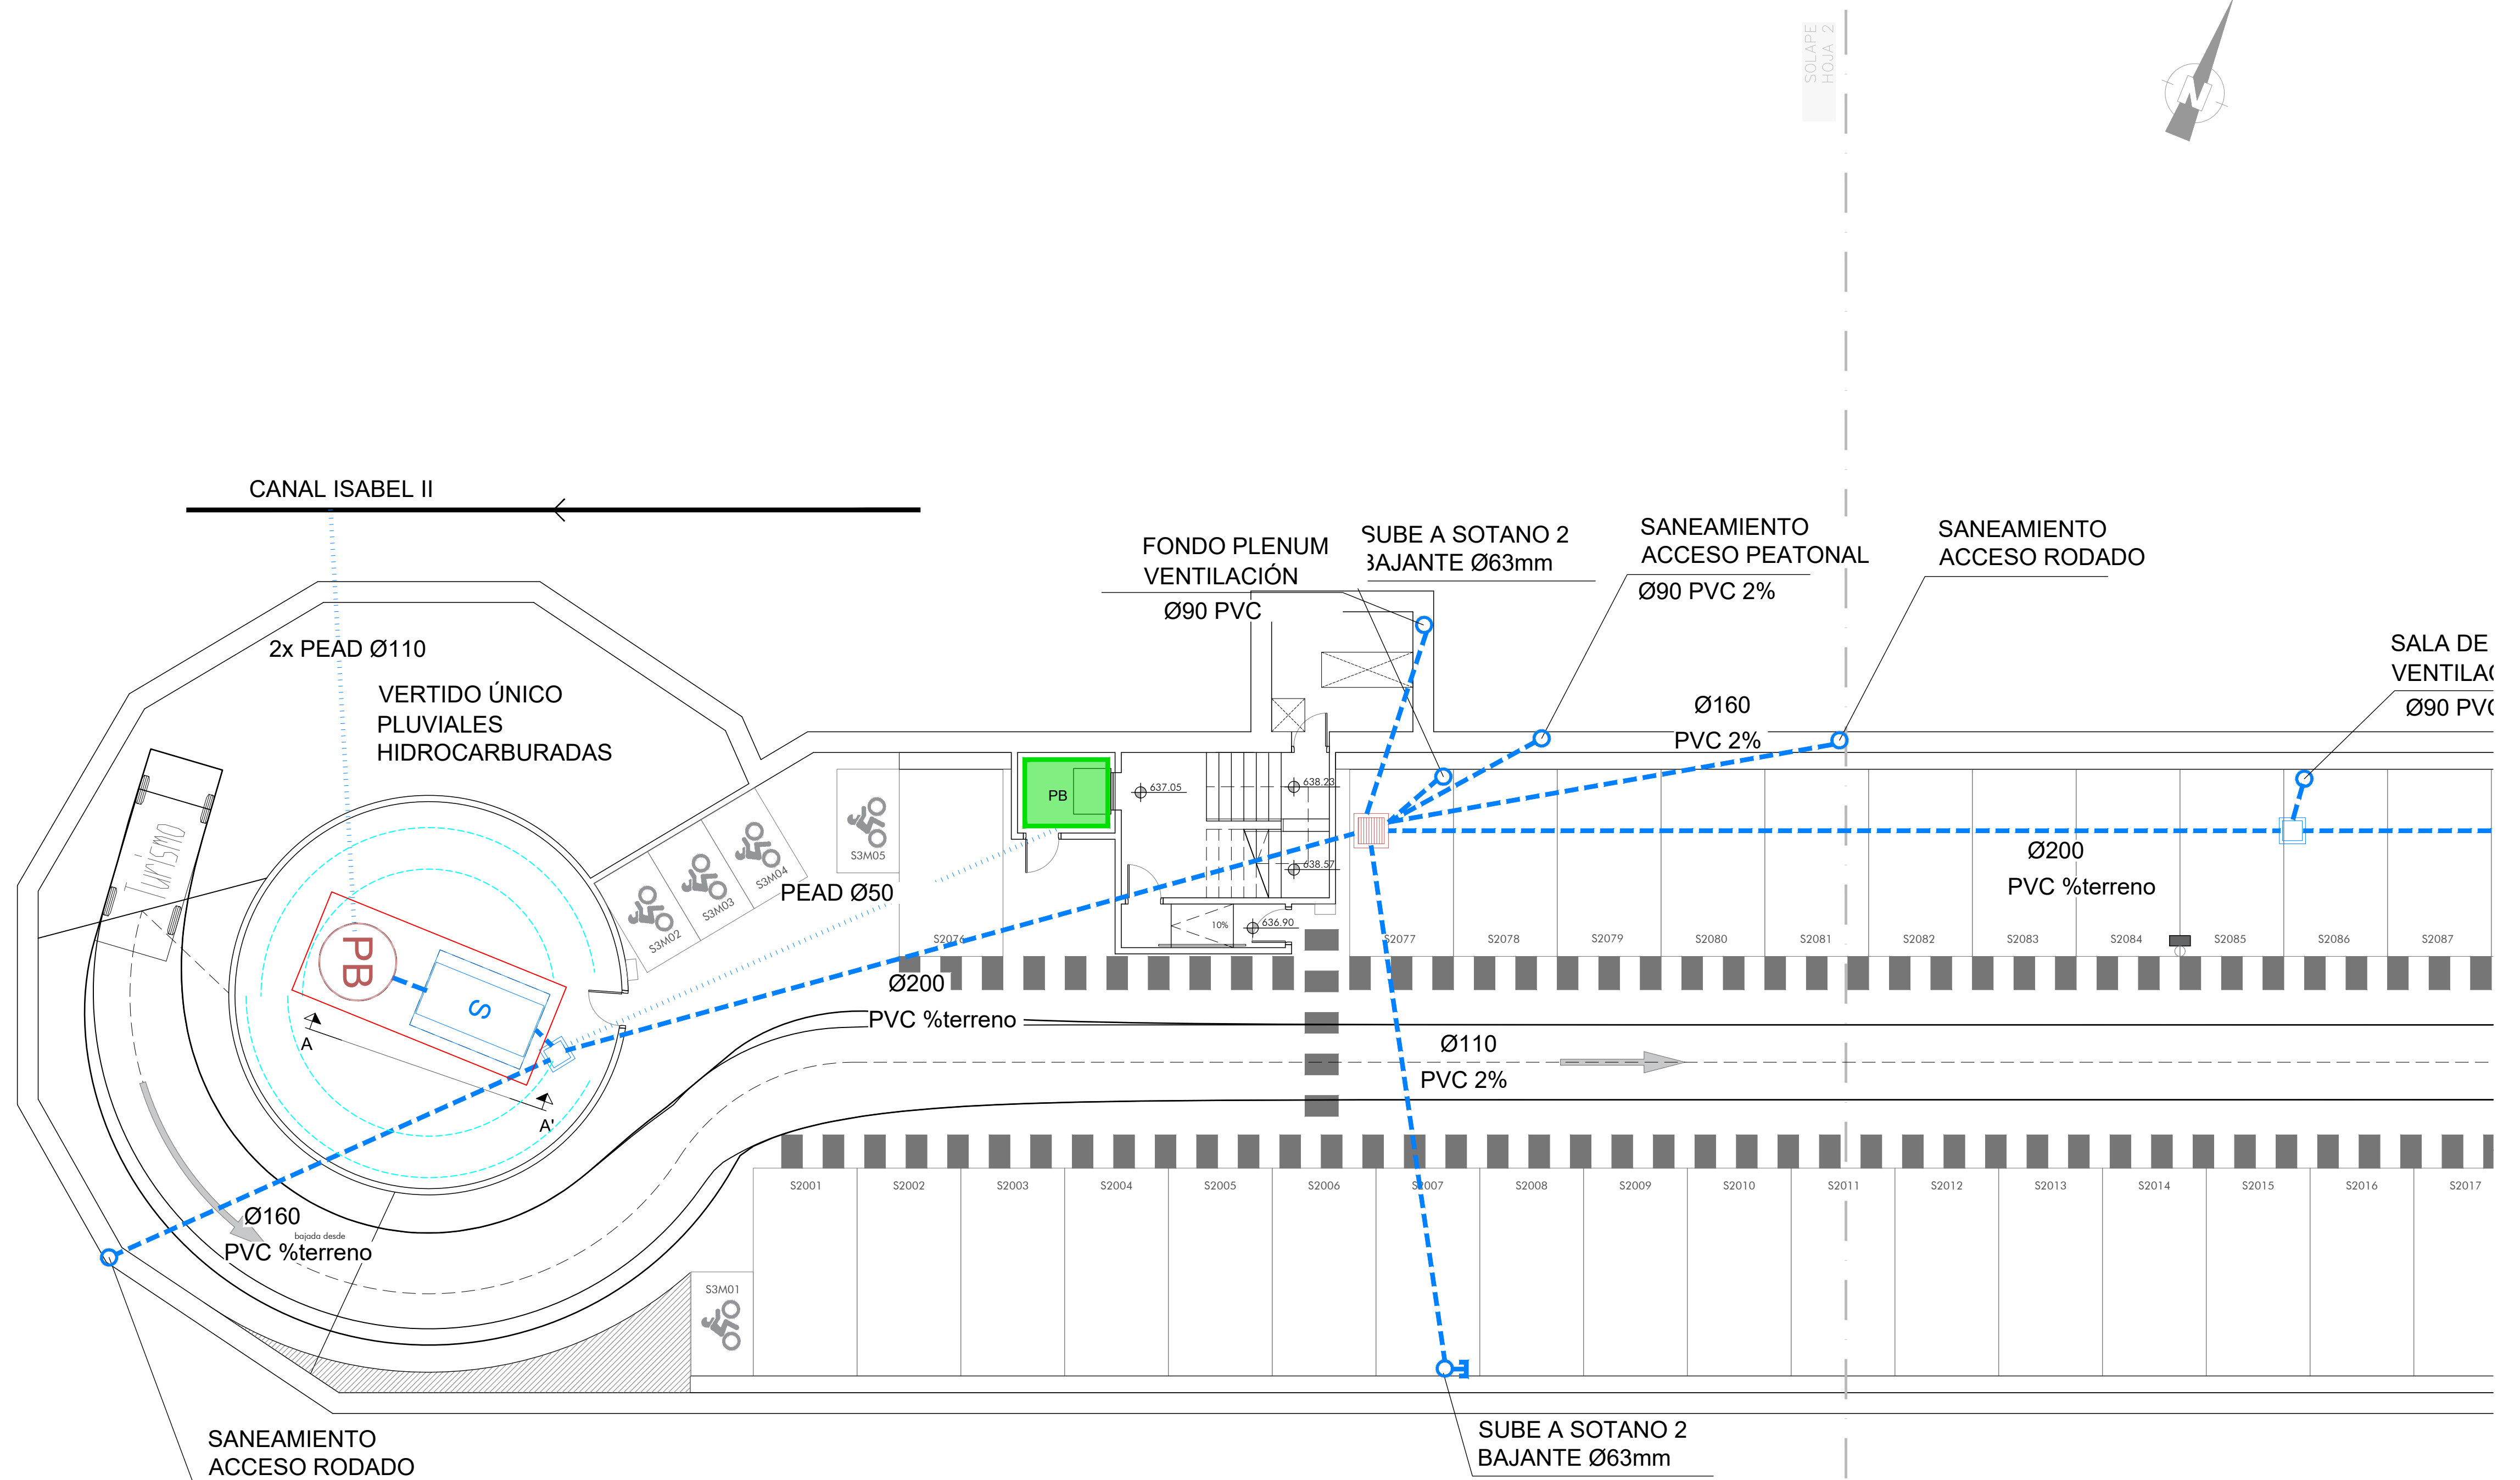 SOLAPE
HOJA 2
N
CANAL ISABEL II
2x PEAD Ø110
VERTIDO ÚNICO
PLUVIALES
HIDROCARBURADAS
FONDO PLENUM
VENTILACIÓN
Ø90 PVC
SUBE A SOTANO 2
BAJANTE Ø63mm
SANEAMIENTO
ACCESO PEATONAL
Ø90 PVC 2%
SANEAMIENTO
ACCESO RODADO
SALA DE
Ø90 PVC
Ø160
PVC 2%
TURISMO
PB
S
A
A'
S3M02
S3M03
S3M04
S3M05
PEAD Ø50
PB
637.05
638.23
638.57
636.90
10%
S2076
S2077
S2078
S2079
S2080
S2081
S2082
S2083
S2084
S2085
S2086
S2087
Ø200
PVC %terreno
Ø200
PVC %terreno
Ø110
PVC 2%
S2001
S2002
S2003
S2004
S2005
S2006
S2007
S2008
S2009
S2010
S2011
S2012
S2013
S2014
S2015
S2016
S2017
Ø160
bajada desde
PVC %terreno
S3M01
SANEAMIENTO
ACCESO RODADO
SUBE A SOTANO 2
BAJANTE Ø63mm